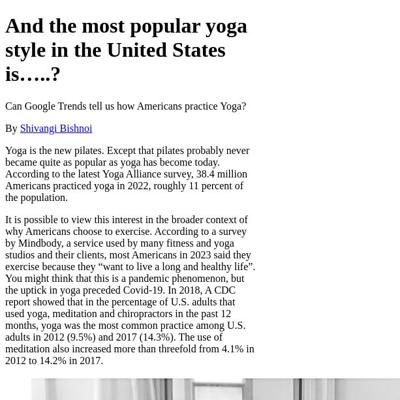 And the most popular yoga
style in the United States
is…..?
Can Google Trends tell us how Americans practice Yoga?
By Shivangi Bishnoi
Yoga is the new pilates. Except that pilates probably never
became quite as popular as yoga has become today.
According to the latest Yoga Alliance survey, 38.4 million
Americans practiced yoga in 2022, roughly 11 percent of
the population.
It is possible to view this interest in the broader context of
why Americans choose to exercise. According to a survey
by Mindbody, a service used by many fitness and yoga
studios and their clients, most Americans in 2023 said they
exercise because they “want to live a long and healthy life”.
You might think that this is a pandemic phenomenon, but
the uptick in yoga preceded Covid-19. In 2018, A CDC
report showed that in the percentage of U.S. adults that
used yoga, meditation and chiropractors in the past 12
months, yoga was the most common practice among U.S.
adults in 2012 (9.5%) and 2017 (14.3%). The use of
meditation also increased more than threefold from 4.1% in
2012 to 14.2% in 2017.